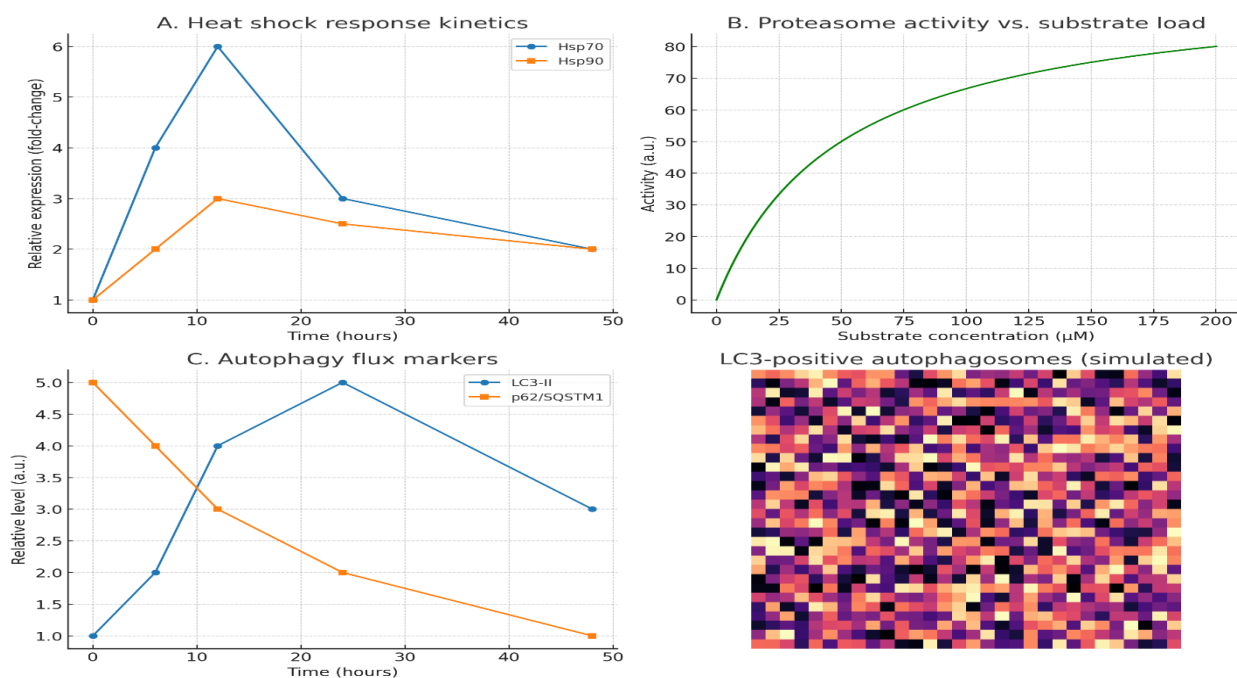 A. Heat shock response kinetics
Relative expression (fold-change)
6
5
4
3
2
1
Hsp70
Hsp90
0 10 20 30 40 50
Time (hours)
B. Proteasome activity vs. substrate load
Activity (a.u.)
80
70
60
50
40
30
20
10
0
0 25 50 75 100 125 150 175 200
Substrate concentration (μM)
C. Autophagy flux markers
Relative level (a.u.)
5.0
4.5
4.0
3.5
3.0
2.5
2.0
1.5
1.0
LC3-II
p62/SQSTM1
0 10 20 30 40 50
Time (hours)
LC3-positive autophagosomes (simulated)